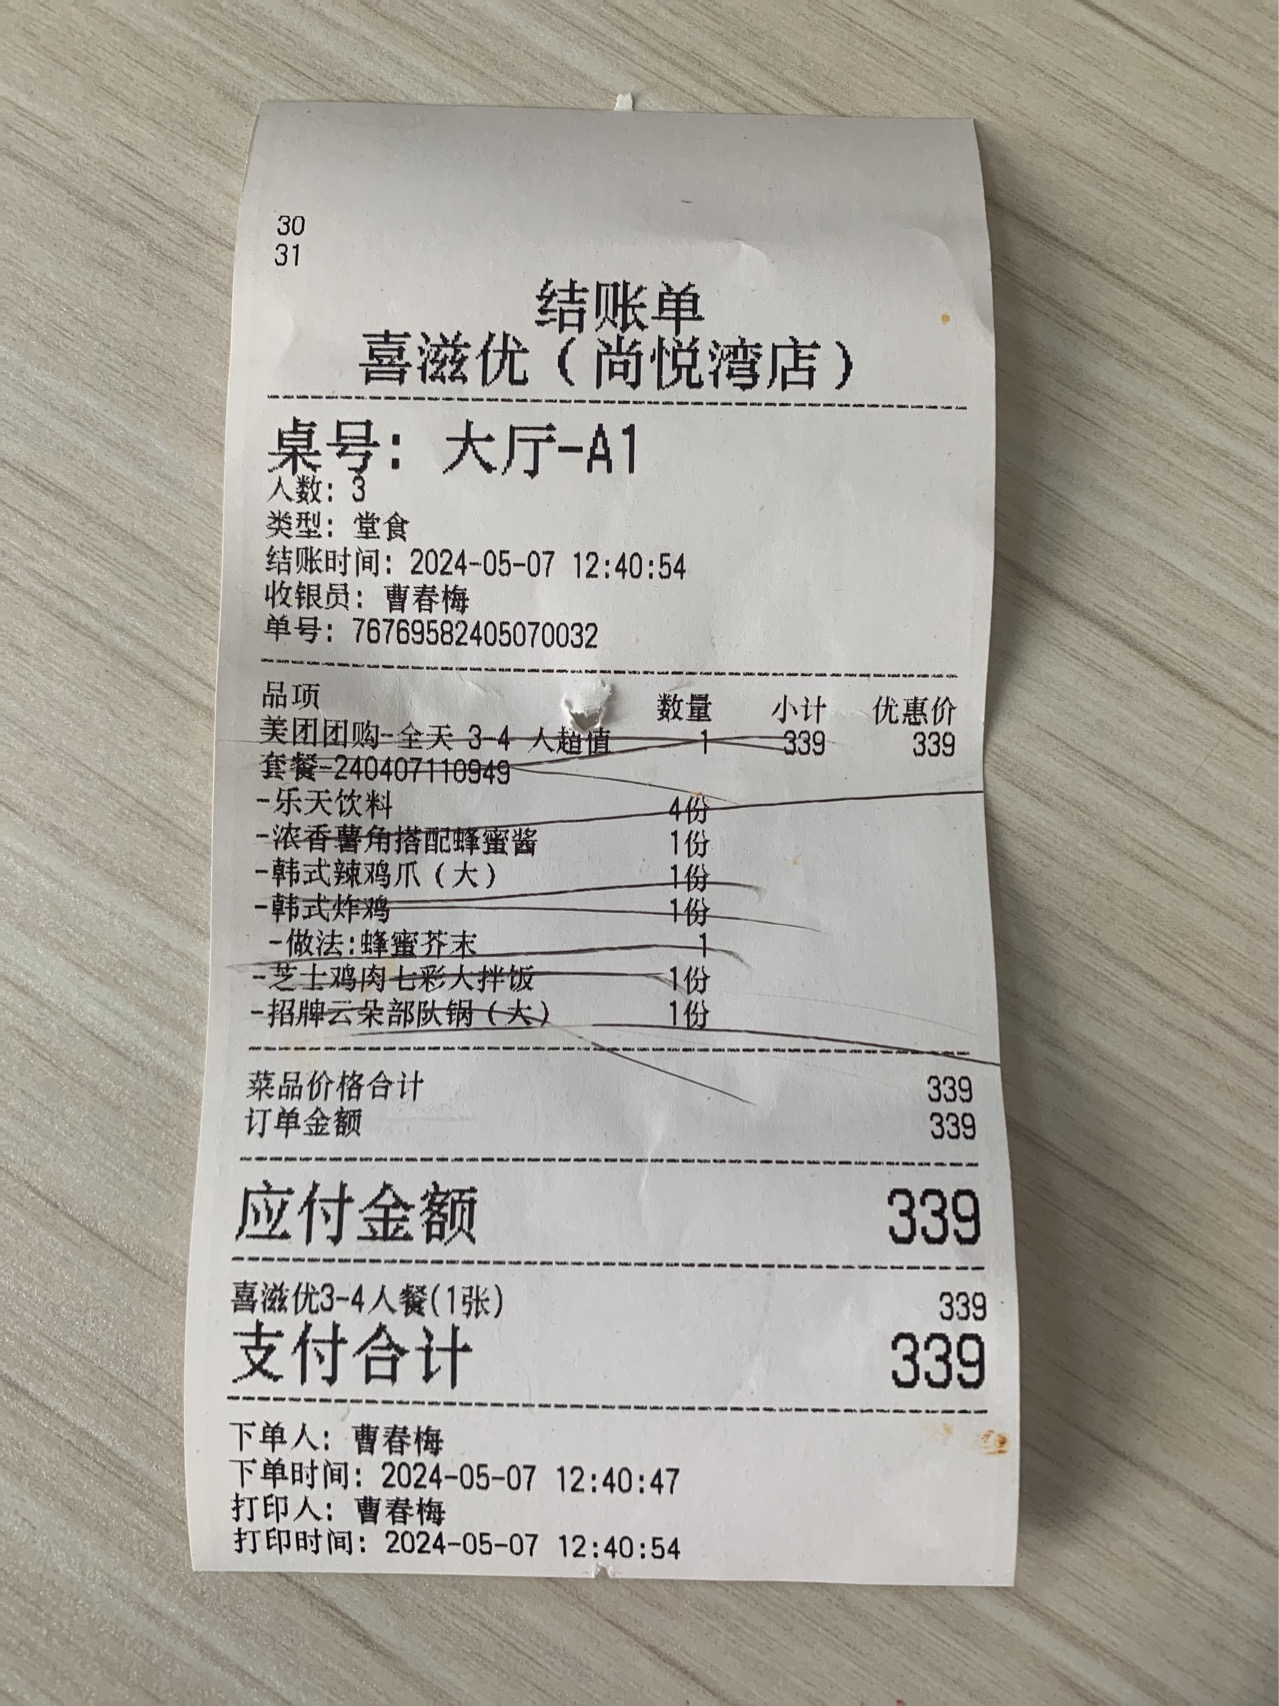 30
31
结账单
喜滋优（尚悦湾店）
桌号：大厅-A1
人数：3
类型：堂食
结账时间：2024-05-07 12:40:54
收银员：曹春梅
单号：76769582405070032
品项 数量 小计 优惠价
美团团购-全天 3-4 人超值 1 339 339
套餐-240407110949
-乐天饮料 4份
-浓香薯角搭配蜂蜜酱 1份
-韩式辣鸡爪（大） 1份
-韩式炸鸡 1份
-做法:蜂蜜芥末 1
-芝士鸡肉七彩人拌饭 1份
-招牌云朵部队锅（大） 1份
菜品价格合计 339
订单金额 339
应付金额 339
喜滋优3-4人餐(1张) 339
支付合计 339
下单人：曹春梅
下单时间：2024-05-07 12:40:47
打印人：曹春梅
打印时间：2024-05-07 12:40:54